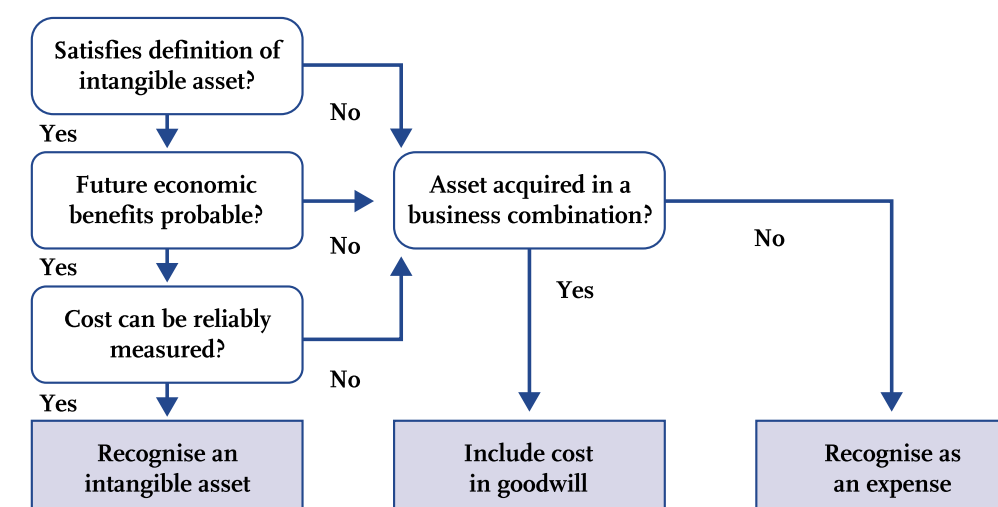 Satisfies definition of
intangible asset?
No
Yes
Future economic
benefits probable?
Asset acquired in a
business combination?
No
No
Yes
Yes
Cost can be reliably
measured?
No
Yes
Recognise an
intangible asset
Include cost
in goodwill
Recognise as
an expense